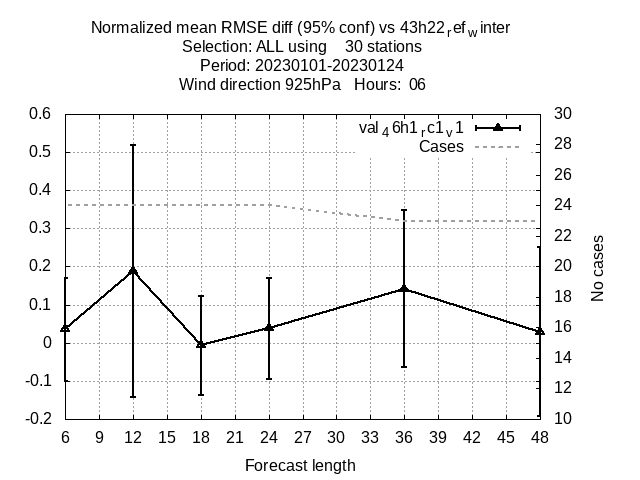 Normalized mean RMSE diff (95% conf) vs 43h22refwinter
Selection: ALL using 30 stations
Period: 20230101-20230124
Wind direction 925hPa Hours: 06
val46h1rc1v1
Cases
0.6
0.5
0.4
0.3
0.2
0.1
0
-0.1
-0.2
30
28
26
24
22
20
18
16
14
12
10
No cases
6 9 12 15 18 21 24 27 30 33 36 39 42 45 48
Forecast length